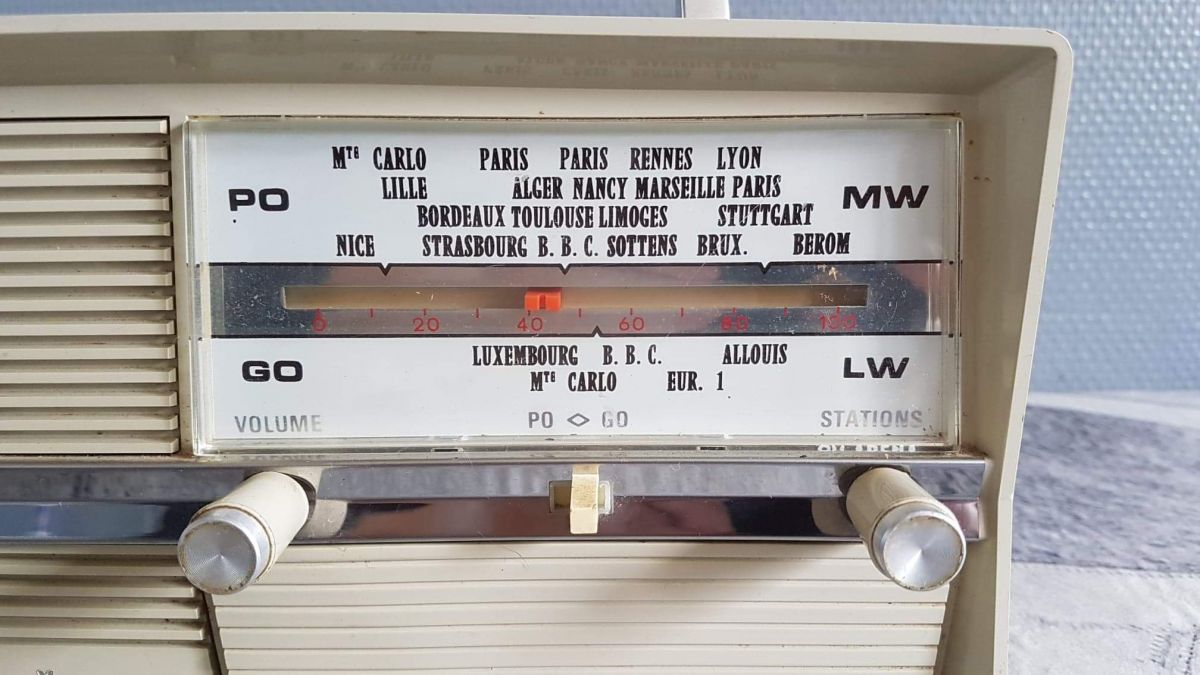 Mte CARLO PARIS PARIS RENNES LYON
LILLE ALGER NANCY MARSEILLE PARIS
PO MW
BORDEAUX TOULOUSE LIMOGES STUTTGART
NICE STRASBOURG B. B. C. SOTTENS BRUX. BEROM
0 20 40 60 80 100
LUXEMBOURG B. B. C. ALLOUIS
GO LW
Mte CARLO EUR. 1
VOLUME PO <> GO STATIONS